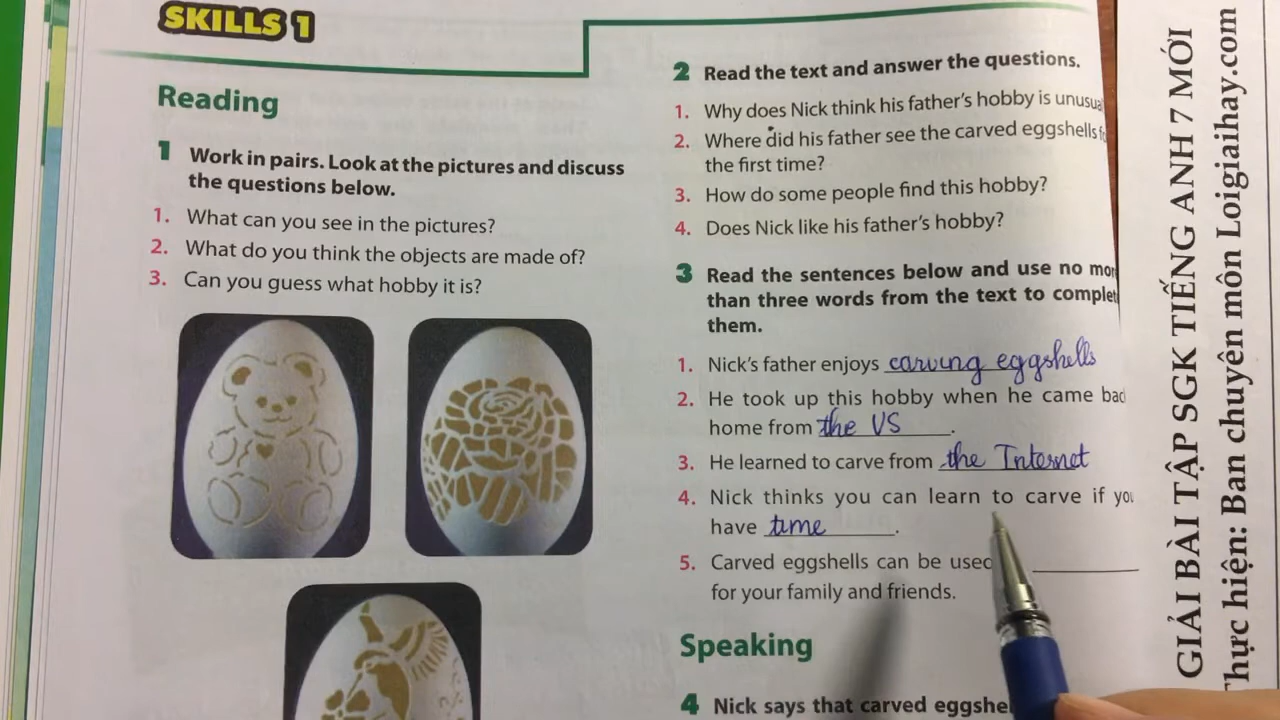 SKILLS 1
Reading
1 Work in pairs. Look at the pictures and discuss
the questions below.
1. What can you see in the pictures?
2. What do you think the objects are made of?
3. Can you guess what hobby it is?
2 Read the text and answer the questions.
1. Why does Nick think his father's hobby is unusua
2. Where did his father see the carved eggshells f
the first time?
3. How do some people find this hobby?
4. Does Nick like his father's hobby?
3 Read the sentences below and use no mor
than three words from the text to complet
them.
1. Nick's father enjoys carving eggshells
2. He took up this hobby when he came bac
home from the US.
3. He learned to carve from the Internet
4. Nick thinks you can learn to carve if you
have time.
5. Carved eggshells can be used
for your family and friends.
Speaking
4 Nick says that carved eggshe
GIẢI BÀI TẬP SGK TIẾNG ANH 7 MỚI
Thực hiện: Ban chuyên môn Loigiaihay.com